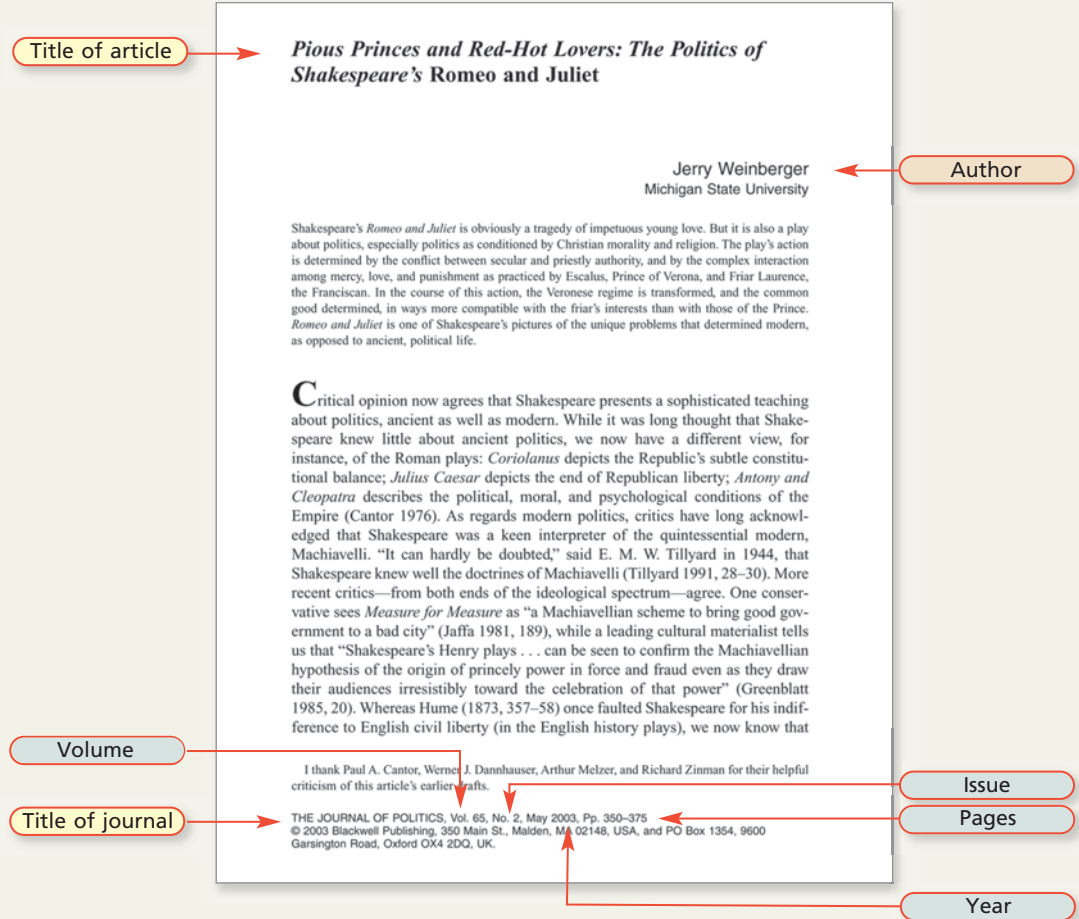 Title of article
Pious Princes and Red-Hot Lovers: The Politics of
Shakespeare's Romeo and Juliet
Jerry Weinberger
Author
Michigan State University
Shakespeare's Romeo and Juliet is obviously a tragedy of impetuous young love. But it is also a play
about politics, especially politics as conditioned by Christian morality and religion. The play's action
is determined by the conflict between secular and priestly authority, and by the complex interaction
among mercy, love, and punishment as practiced by Escalus, Prince of Verona, and Friar Laurence,
the Franciscan. In the course of this action, the Veronese regime is transformed, and the common
good determined, in ways more compatible with the friar's interests than with those of the Prince.
Romeo and Juliet is one of Shakespeare's pictures of the unique problems that determined modern,
as opposed to ancient, political life.
Critical opinion now agrees that Shakespeare presents a sophisticated teaching
about politics, ancient as well as modern. While it was long thought that Shake-
speare knew little about ancient politics, we now have a different view, for
instance, of the Roman plays: Coriolanus depicts the Republic's subtle constitu-
tional balance; Julius Caesar depicts the end of Republican liberty; Antony and
Cleopatra describes the political, moral, and psychological conditions of the
Empire (Cantor 1976). As regards modern politics, critics have long acknowl-
edged that Shakespeare was a keen interpreter of the quintessential modern,
Machiavelli. "It can hardly be doubted," said E. M. W. Tillyard in 1944, that
Shakespeare knew well the doctrines of Machiavelli (Tillyard 1991, 28–30). More
recent critics—from both ends of the ideological spectrum—agree. One conser-
vative sees Measure for Measure as "a Machiavellian scheme to bring good gov-
ernment to a bad city" (Jaffa 1981, 189), while a leading cultural materialist tells
us that "Shakespeare's Henry plays . . . can be seen to confirm the Machiavellian
hypothesis of the origin of princely power in force and fraud even as they draw
their audiences irresistibly toward the celebration of that power" (Greenblatt
1985, 20). Whereas Hume (1873, 357–58) once faulted Shakespeare for his indif-
ference to English civil liberty (in the English history plays), we now know that
Volume
I thank Paul A. Cantor, Werner J. Dannhauser, Arthur Melzer, and Richard Zinman for their helpful
criticism of this article's earlier drafts.
Issue
Title of journal
THE JOURNAL OF POLITICS, Vol. 65, No. 2, May 2003, Pp. 350–375
Pages
© 2003 Blackwell Publishing, 350 Main St., Malden, MA 02148, USA, and PO Box 1354, 9600
Garsington Road, Oxford OX4 2DQ, UK.
Year